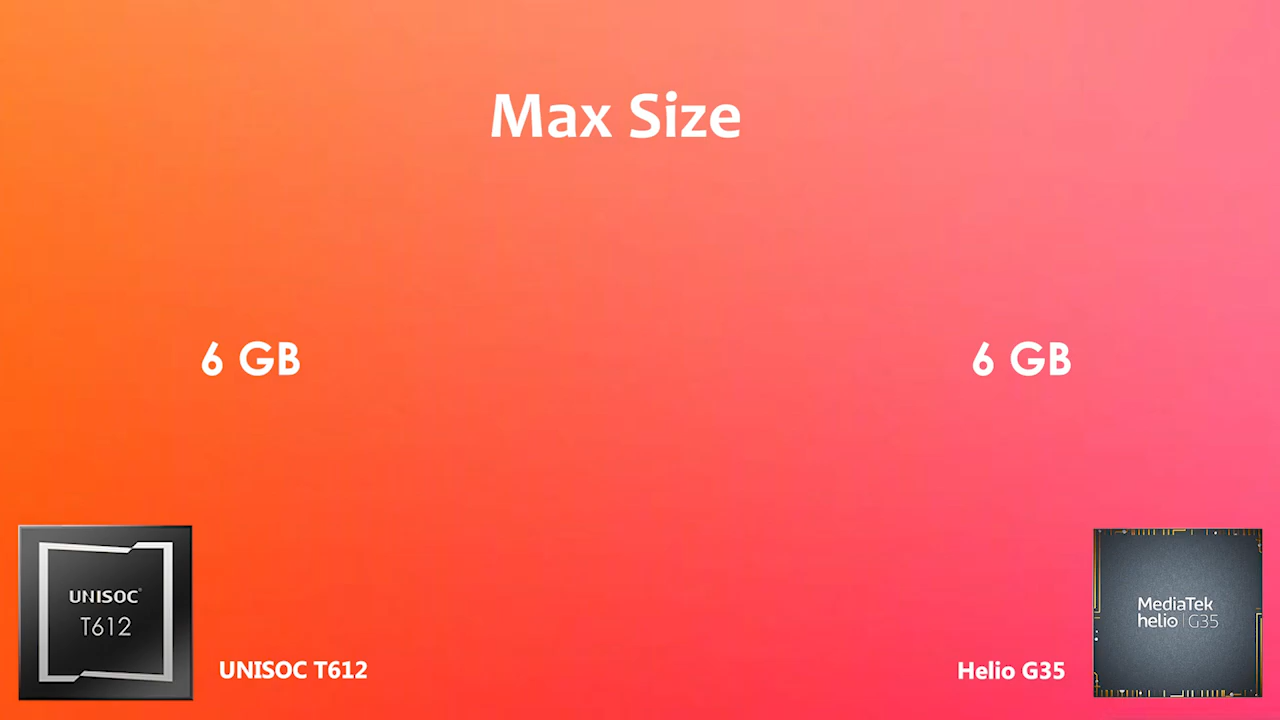 Max Size
6 GB
6 GB
UNISOC
T612
UNISOC T612
MediaTek
helio | G35
Helio G35